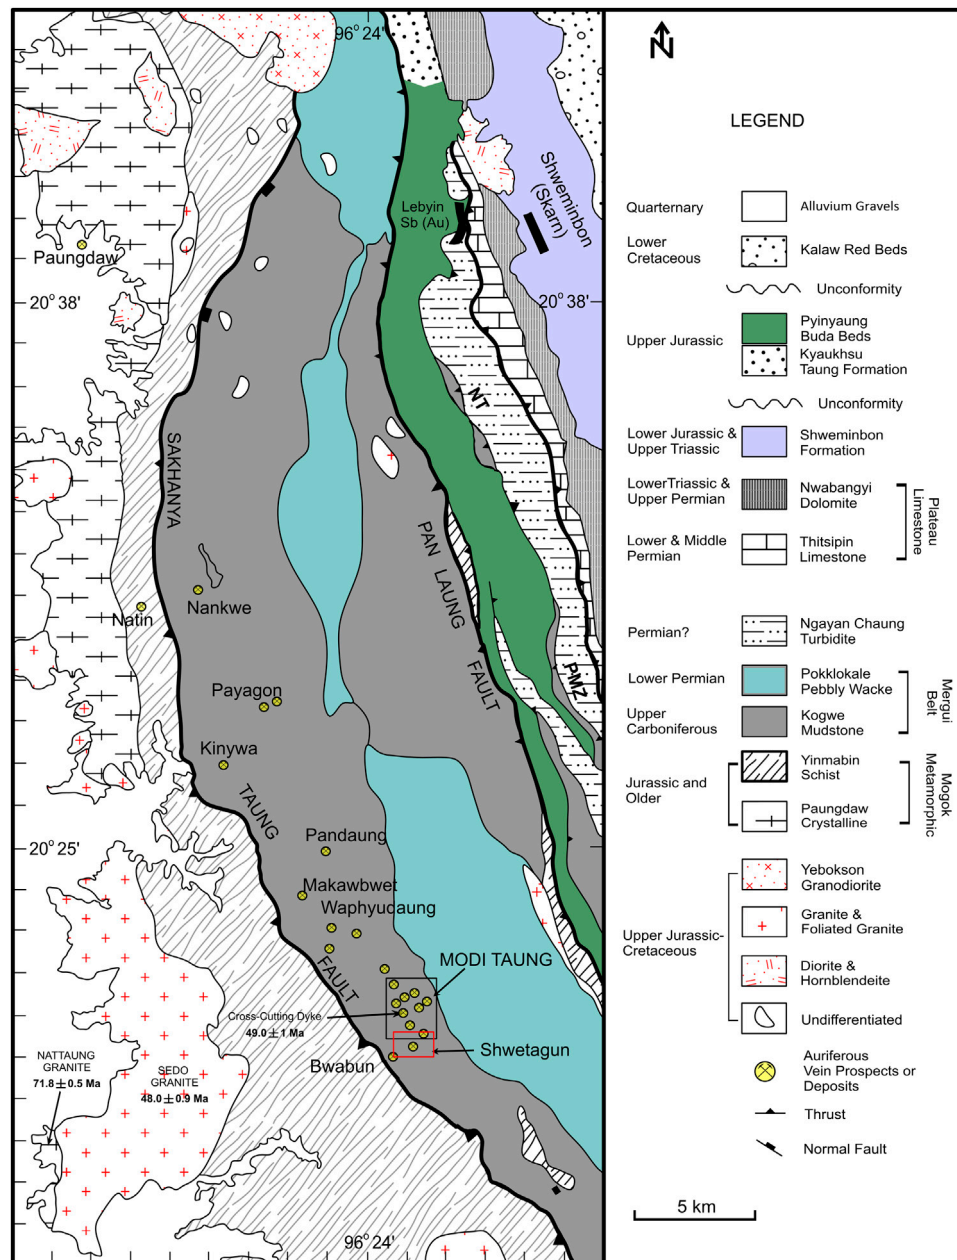 96° 24'
N
Lebyin
Sb (Au)
Shweminbon
(Skarn)
Paungdaw
20° 38'
20° 38'
NT
SAKHANYA
TAUNG
FAULT
PAN LAUNG
FAULT
PMZ
Natin
Nankwe
Payagon
Kinywa
Pandaung
20° 25'
Makawbwet
Waphyudaung
MODI TAUNG
Cross-Cutting Dyke
49.0±1 Ma
Shwetagun
Bwabun
NATTAUNG
GRANITE
71.8±0.5 Ma
SEDO
GRANITE
48.0±0.9 Ma
96° 24'
LEGEND
Quarternary
Alluvium Gravels
Lower
Cretaceous
Kalaw Red Beds
Unconformity
Upper Jurassic
Pyinyaung
Buda Beds
Kyaukhsu
Taung Formation
Unconformity
Lower Jurassic &
Upper Triassic
Shweminbon
Formation
LowerTriassic &
Upper Permian
Nwabangyi
Dolomite
Lower & Middle
Permian
Thitsipin
Limestone
Plateau
Limestone
Permian?
Ngayan Chaung
Turbidite
Lower Permian
Pokklokale
Pebbly Wacke
Upper
Carboniferous
Kogwe
Mudstone
Mergui
Belt
Jurassic and
Older
Yinmabin
Schist
Paungdaw
Crystalline
Mogok
Metamorphic
Upper Jurassic-
Cretaceous
Yebokson
Granodiorite
Granite &
Foliated Granite
Diorite &
Hornblendeite
Undifferentiated
Auriferous
Vein Prospects or
Deposits
Thrust
Normal Fault
5 km